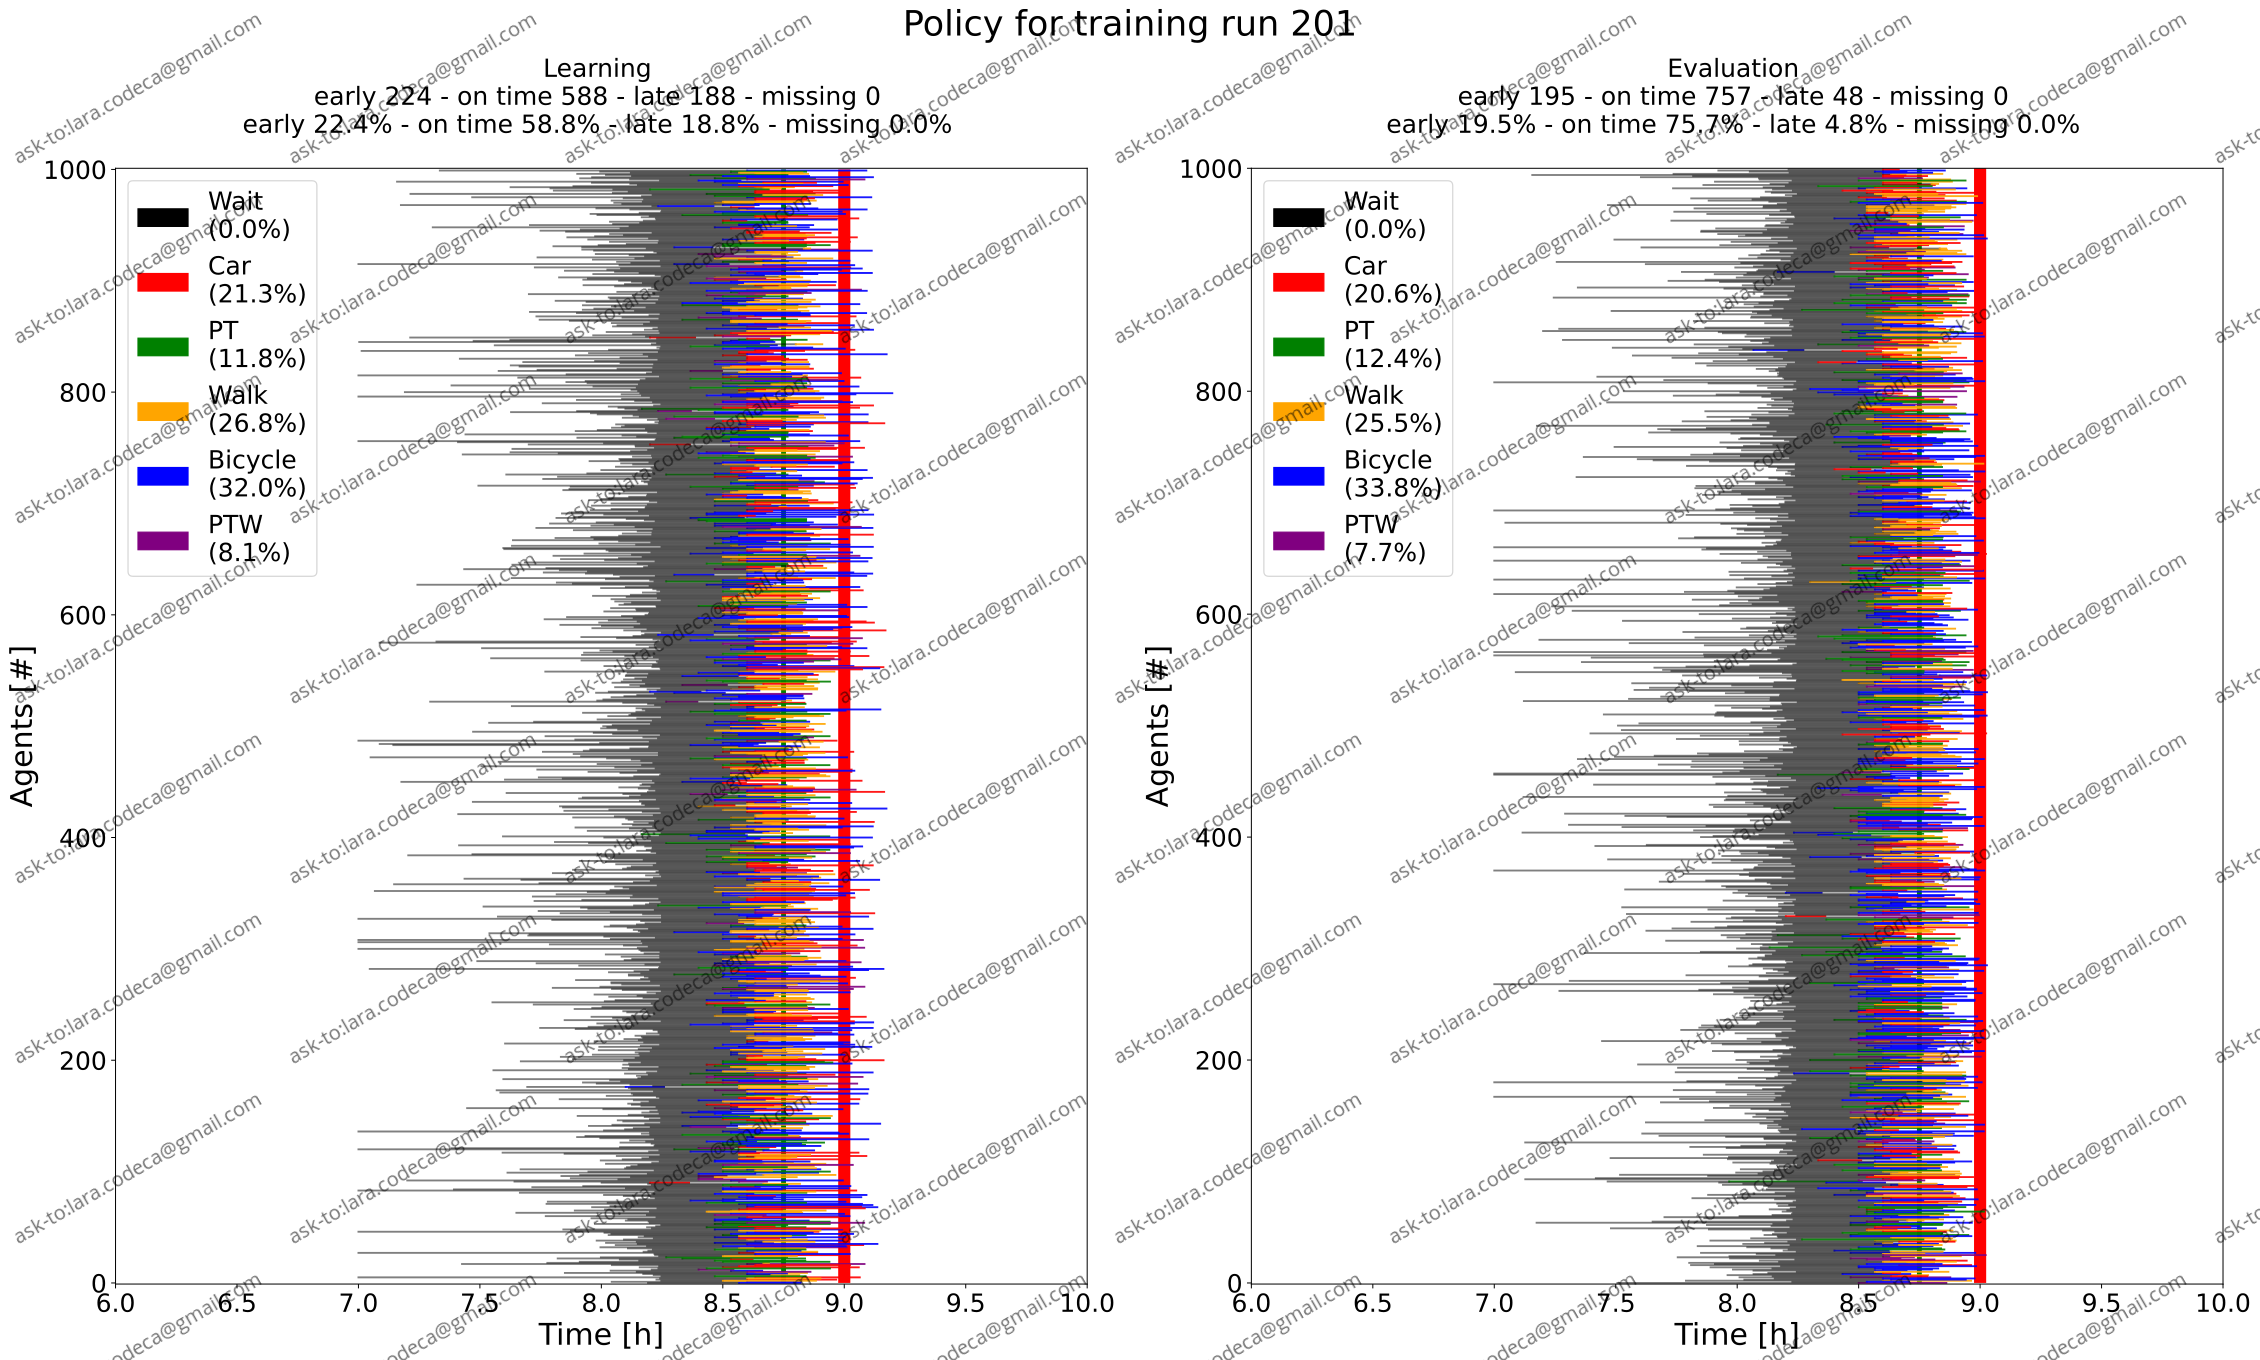 Policy for training run 201
Learning
early 224 - on time 588 - late 188 - missing 0
early 22.4% - on time 58.8% - late 18.8% - missing 0.0%
Evaluation
early 195 - on time 757 - late 48 - missing 0
early 19.5% - on time 75.7% - late 4.8% - missing 0.0%
Agents [#]
1000
800
600
400
200
0
Wait
(0.0%)
Car
(21.3%)
PT
(11.8%)
Walk
(26.8%)
Bicycle
(32.0%)
PTW
(8.1%)
6.0 6.5 7.0 7.5 8.0 8.5 9.0 9.5 10.0
Time [h]
Agents [#]
1000
800
600
400
200
0
Wait
(0.0%)
Car
(20.6%)
PT
(12.4%)
Walk
(25.5%)
Bicycle
(33.8%)
PTW
(7.7%)
6.0 6.5 7.0 7.5 8.0 8.5 9.0 9.5 10.0
Time [h]
ask-to:lara.codeca@gmail.com